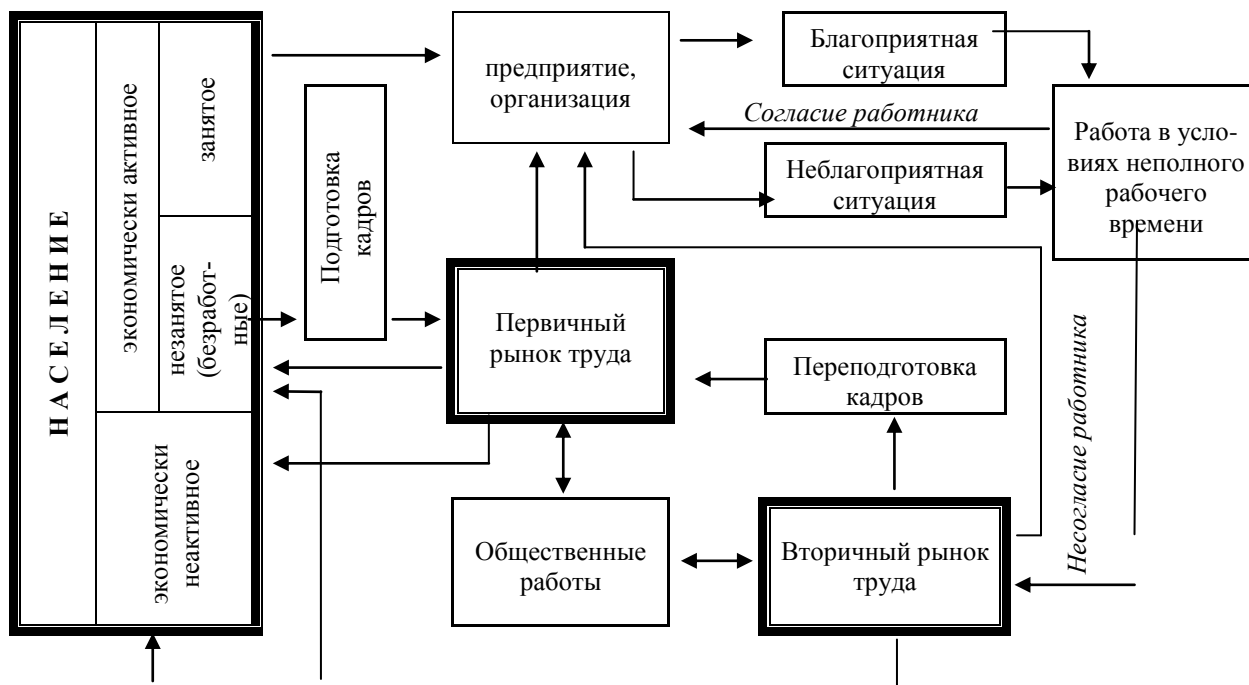 НАСЕЛЕНИЕ
экономически активное
занятое
незанятое
(безработ-
ные)
экономически
неактивное
Подготовка
кадров
предприятие,
организация
Благоприятная
ситуация
Согласие работника
Неблагоприятная
ситуация
Работа в усло-
виях неполного
рабочего
времени
Первичный
рынок труда
Переподготовка
кадров
Несогласие работника
Общественные
работы
Вторичный рынок
труда